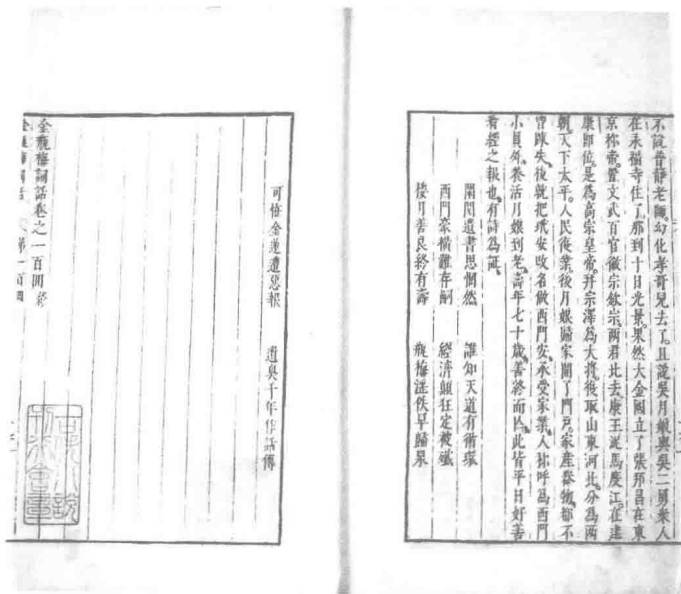 不說普靜老師幻化孝哥兒去了且說吳月娘與吳二舅衆人
在永福寺住了那到十日光景果然大金國立了張邦昌在東
京称帝置文武百官徽宗欽宗兩君北去康王泥馬度江在建
康即位是為高宗皇帝拜宗澤為大將復取山東河北分為兩
朝天下太平人民復業後月娘歸家開了門戶家產器物都不
曾踈失後就把玳安改名做西門安承受家業人称呼為西門
小員外養活月娘到老壽年七十歲善終而亡此皆平日好善
看經之報也有詩為証
閥閱遺書思惘然　誰知天道有循環
西門豪橫難存嗣　經濟顛狂定被殲
樓月善良終有壽　瓶梅淫佚早歸泉
可怪金蓮遭惡報　遺臭千年作話傳
金瓶梅詞話卷之一百回終